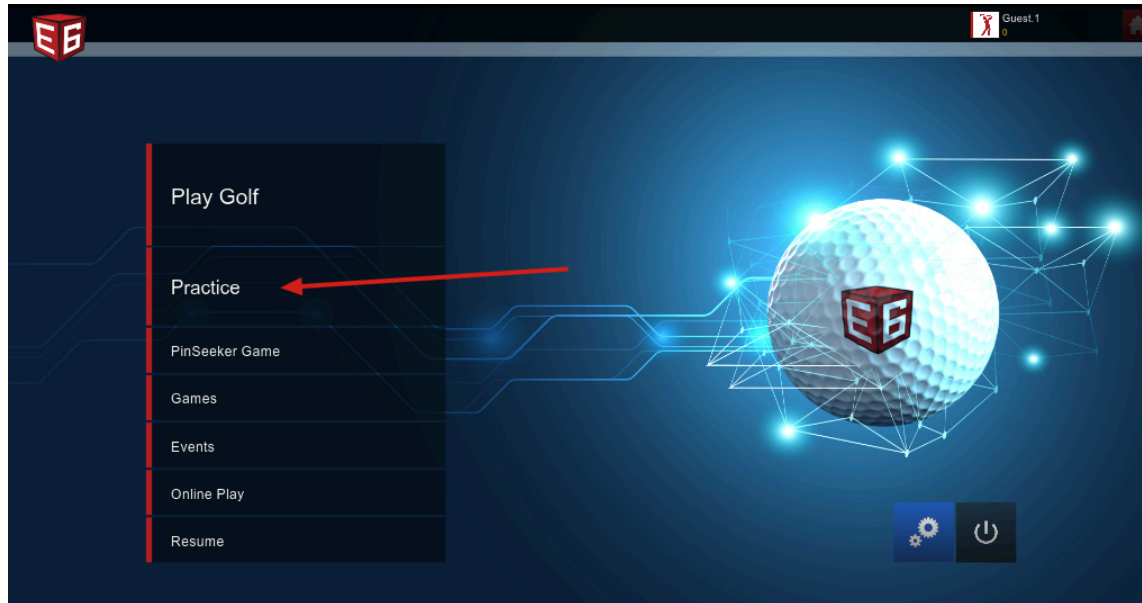 E6
Guest.1
0
Play Golf
Practice
PinSeeker Game
Games
Events
Online Play
Resume
E6